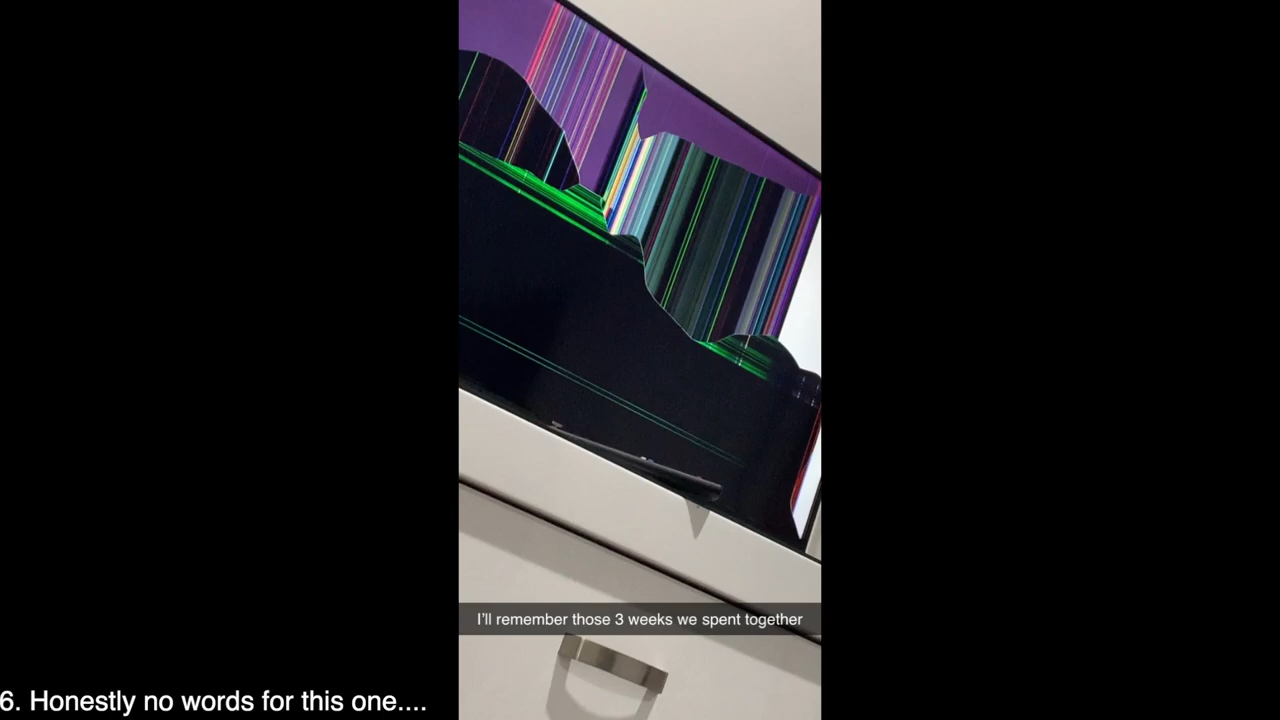 I'll remember those 3 weeks we spent together
6. Honestly no words for this one....